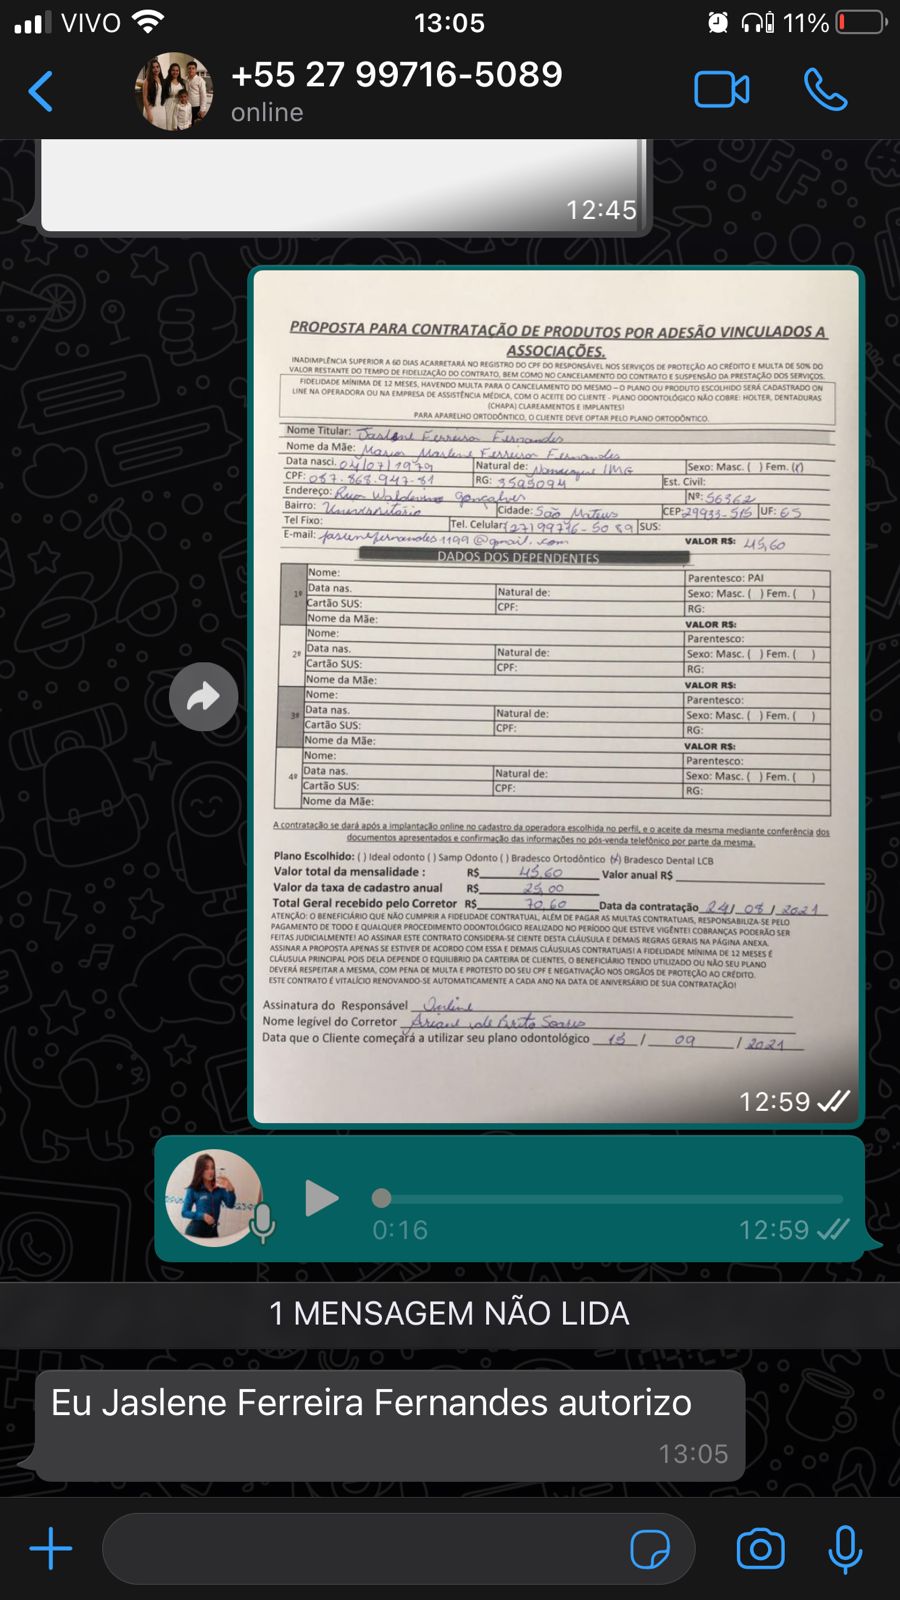 VIVO 13:05 11%
+55 27 99716-5089
online
12:45
PROPOSTA PARA CONTRATAÇÃO DE PRODUTOS POR ADESÃO VINCULADOS A
ASSOCIAÇÕES.
INADIMPLÊNCIA SUPERIOR A 60 DIAS ACARRETARÁ NO REGISTRO DO CPF DO RESPONSÁVEL NOS SERVIÇOS DE PROTEÇÃO AO CRÉDITO E MULTA DE 50% DO
VALOR RESTANTE DO TEMPO DE FIDELIZAÇÃO DO CONTRATO, BEM COMO NO CANCELAMENTO DO CONTRATO E SUSPENSÃO DA PRESTAÇÃO DOS SERVIÇOS.
FIDELIDADE MÍNIMA DE 12 MESES, HAVENDO MULTA PARA O CANCELAMENTO DO MESMO – O PLANO OU PRODUTO ESCOLHIDO SERÁ CADASTRADO ON
LINE NA OPERADORA OU NA EMPRESA DE ASSISTÊNCIA MÉDICA, COM O ACEITE DO CLIENTE - PLANO ODONTOLÓGICO NÃO COBRE: HOLTER, DENTADURAS
(CHAPA) CLAREAMENTOS E IMPLANTES!
PARA APARELHO ORTODÔNTICO, O CLIENTE DEVE OPTAR PELO PLANO ORTODÔNTICO.
Nome Titular: Jaslene Ferreira Fernandes
Nome da Mãe: Maria Marlene Ferreira Fernandes
Data nasci. 04/07/1979 Natural de: /MG Sexo: Masc. ( ) Fem. (/)
CPF: 087.868.947-81 RG: 3595094 Est. Civil:
Endereço: Rua Waldemiro Gonçalves Nº: 56362
Bairro: Universitário Cidade: São Mateus CEP: 29933-515 UF: ES
Tel Fixo: Tel. Celular: (27) 99716-5089 SUS:
E-mail: jaslenefernandes1199@gmail.com VALOR R$: 45,60
DADOS DOS DEPENDENTES
1º Nome: Parentesco: PAI
Data nas. Natural de: Sexo: Masc. ( ) Fem. ( )
Cartão SUS: CPF: RG:
Nome da Mãe: VALOR R$:
2º Nome: Parentesco:
Data nas. Natural de: Sexo: Masc. ( ) Fem. ( )
Cartão SUS: CPF: RG:
Nome da Mãe: VALOR R$:
3º Nome: Parentesco:
Data nas. Natural de: Sexo: Masc. ( ) Fem. ( )
Cartão SUS: CPF: RG:
Nome da Mãe: VALOR R$:
4º Nome: Parentesco:
Data nas. Natural de: Sexo: Masc. ( ) Fem. ( )
Cartão SUS: CPF: RG:
Nome da Mãe:
A contratação se dará após a implantação online no cadastro da operadora escolhida no perfil, e o aceite da mesma mediante conferência dos
documentos apresentados e confirmação das informações no pós-venda telefônico por parte da mesma.
Plano Escolhido: ( ) Ideal odonto ( ) Samp Odonto ( ) Bradesco Ortodôntico (x) Bradesco Dental LCB
Valor total da mensalidade : R$ 45,60 Valor anual R$
Valor da taxa de cadastro anual R$ 25,00
Total Geral recebido pelo Corretor R$ 70,60 Data da contratação 24/08/2021
ATENÇÃO: O BENEFICIÁRIO QUE NÃO CUMPRIR A FIDELIDADE CONTRATUAL, ALÉM DE PAGAR AS MULTAS CONTRATUAIS, RESPONSABILIZA-SE PELO
PAGAMENTO DE TODO E QUALQUER PROCEDIMENTO ODONTOLÓGICO REALIZADO NO PERÍODO QUE ESTEVE VIGÊNTE! COBRANÇAS PODERÃO SER
FEITAS JUDICIALMENTE! AO ASSINAR ESTE CONTRATO CONSIDERA-SE CIENTE DESTA CLÁUSULA E DEMAIS REGRAS GERAIS NA PÁGINA ANEXA.
ASSINAR A PROPOSTA APENAS SE ESTIVER DE ACORDO COM ESSA E DEMAIS CLÁUSULAS CONTRATUAIS! A FIDELIDADE MÍNIMA DE 12 MESES É
CLÁUSULA PRINCIPAL POIS DELA DEPENDE O EQUILIBRIO DA CARTEIRA DE CLIENTES, O BENEFICIÁRIO TENDO UTILIZADO OU NÃO SEU PLANO
DEVERÁ RESPEITAR A MESMA, COM PENA DE MULTA E PROTESTO DO SEU CPF E NEGATIVAÇÃO NOS ORGÃOS DE PROTEÇÃO AO CRÉDITO.
ESTE CONTRATO É VITALÍCIO RENOVANDO-SE AUTOMATICAMENTE A CADA ANO NA DATA DE ANIVERSÁRIO DE SUA CONTRATAÇÃO!
Assinatura do Responsável Online
Nome legível do Corretor Ariane de Brito Soares
Data que o Cliente começará a utilizar seu plano odontológico 15 / 09 / 2021
12:59
0:16 12:59
1 MENSAGEM NÃO LIDA
Eu Jaslene Ferreira Fernandes autorizo
13:05